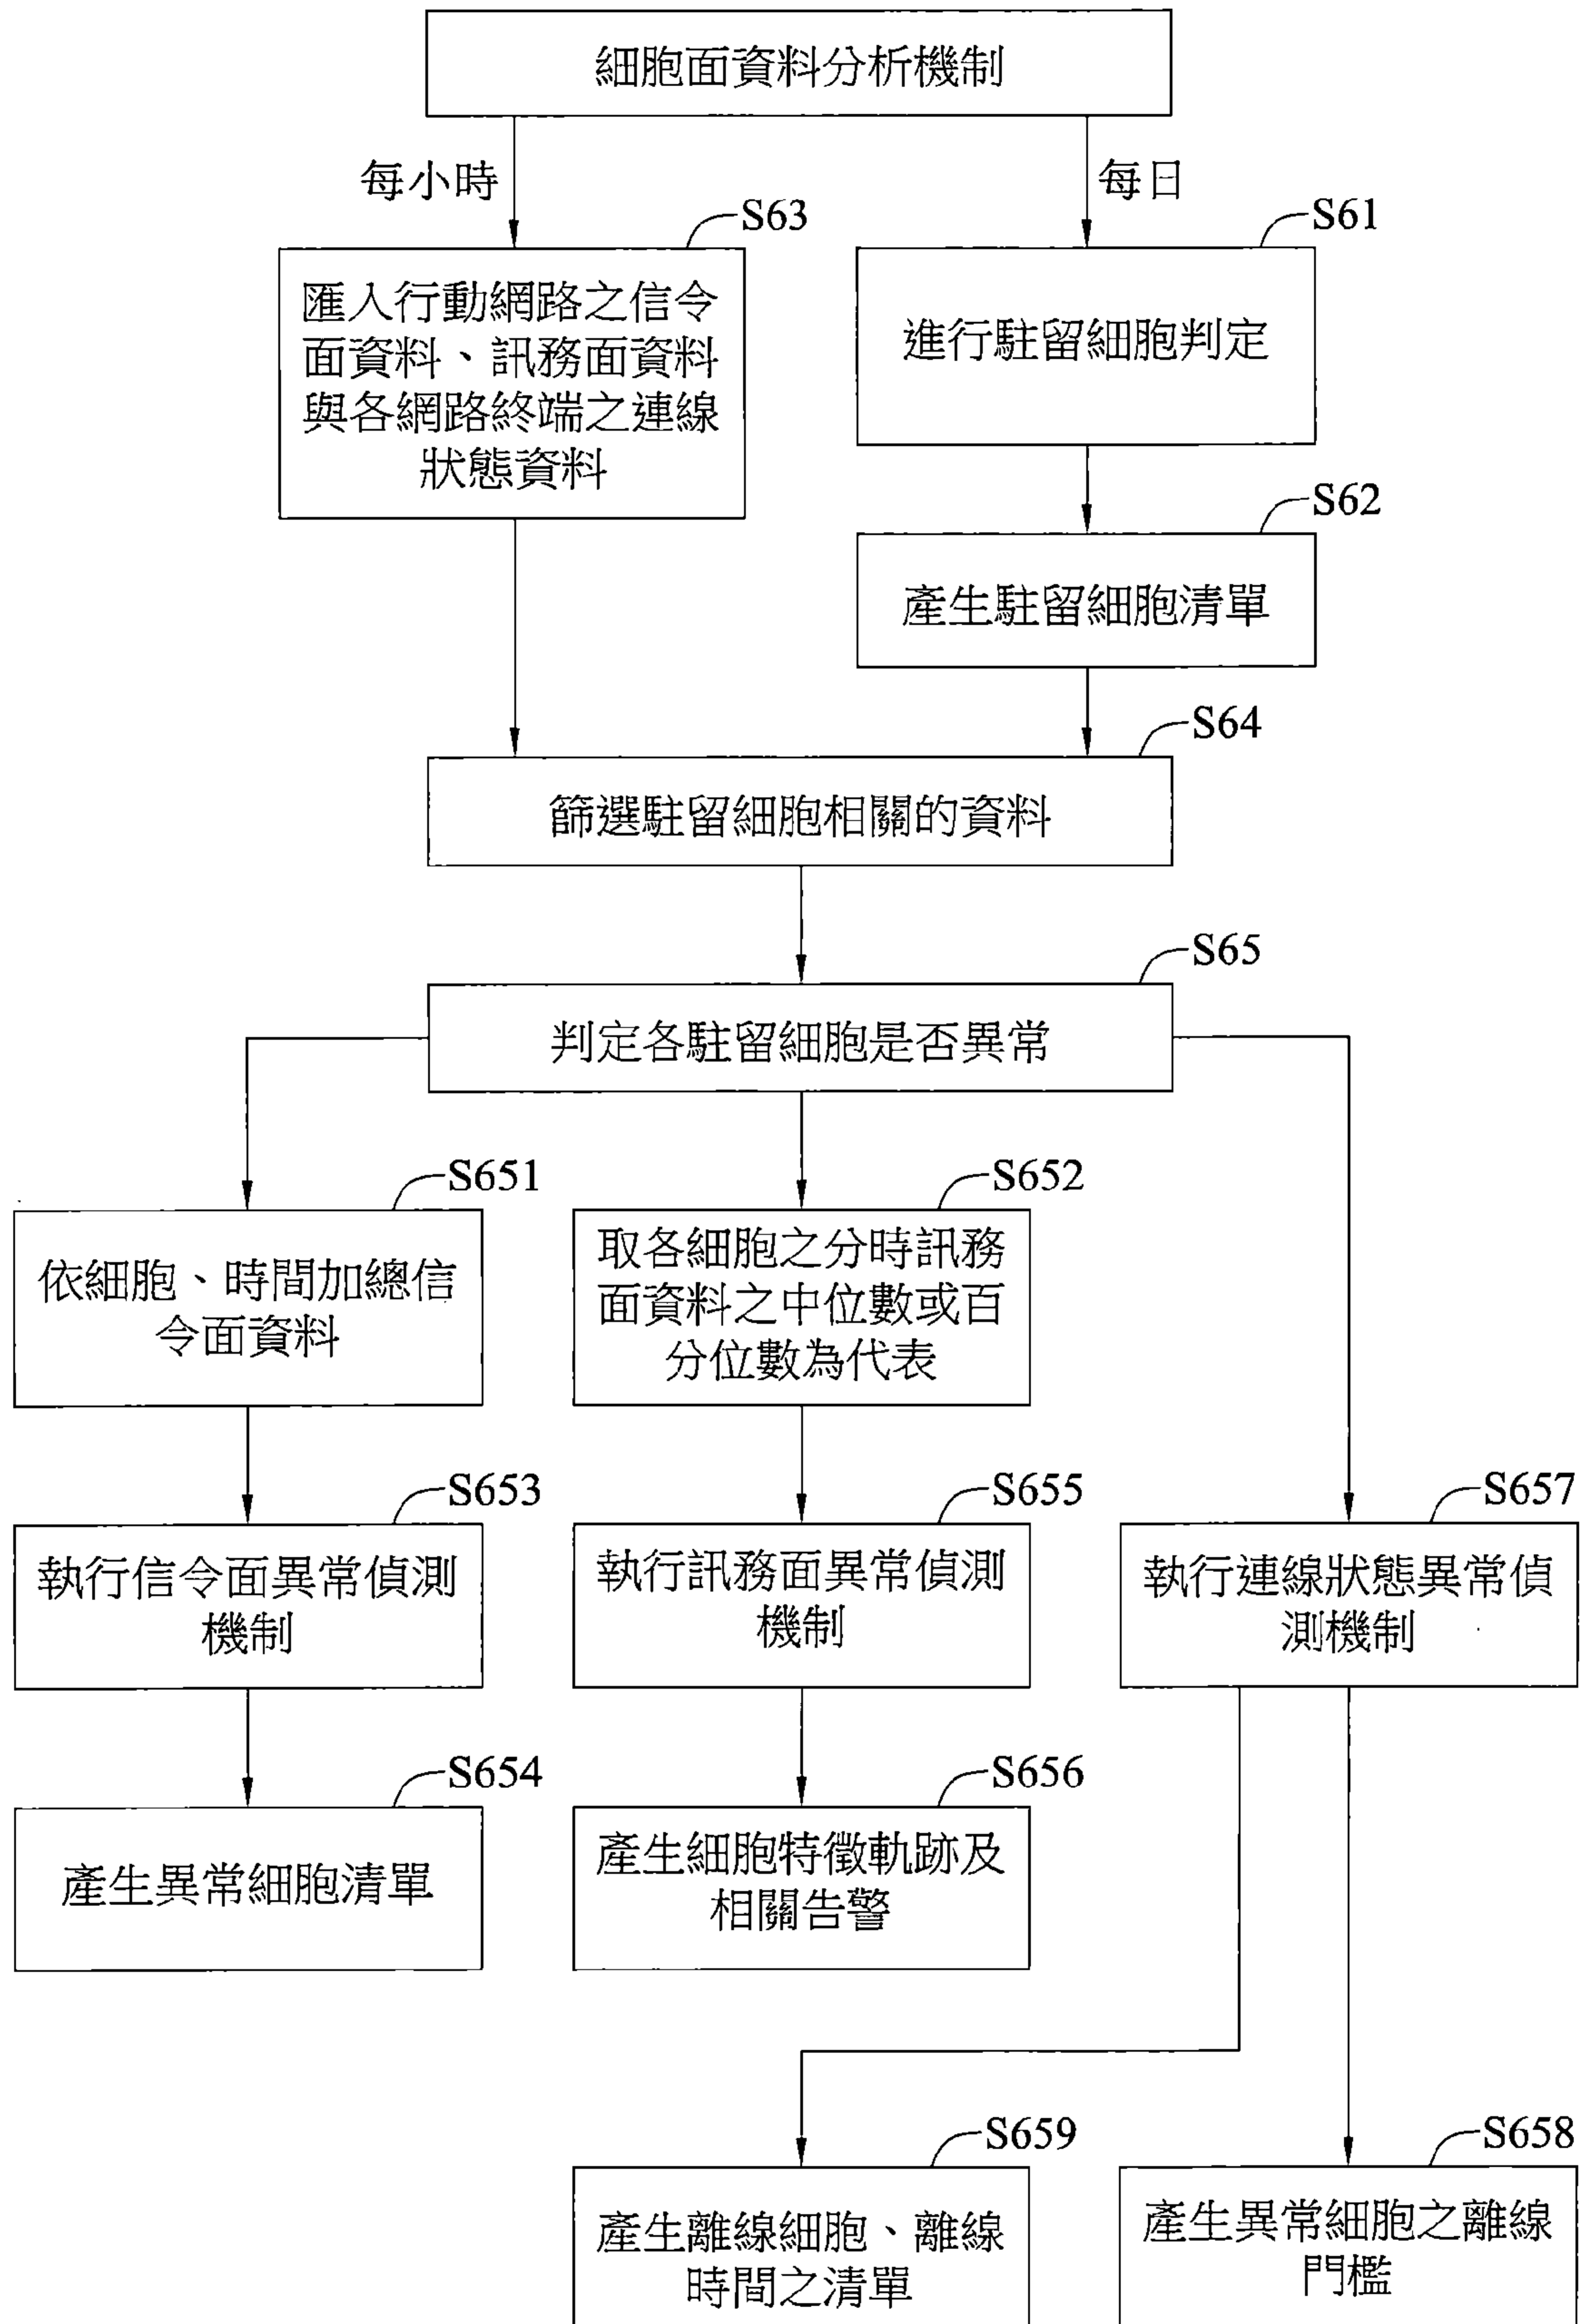 細胞面資料分析機制
每小時
每日
S63
S61
匯入行動網路之信令
面資料、訊務面資料
與各網路終端之連線
狀態資料
進行駐留細胞判定
S62
產生駐留細胞清單
S64
篩選駐留細胞相關的資料
S65
判定各駐留細胞是否異常
S651
依細胞、時間加總信
令面資料
S652
取各細胞之分時訊務
面資料之中位數或百
分位數為代表
S653
執行信令面異常偵測
機制
S655
執行訊務面異常偵測
機制
S657
執行連線狀態異常偵
測機制
S654
產生異常細胞清單
S656
產生細胞特徵軌跡及
相關告警
S659
產生離線細胞、離線
時間之清單
S658
產生異常細胞之離線
門檻